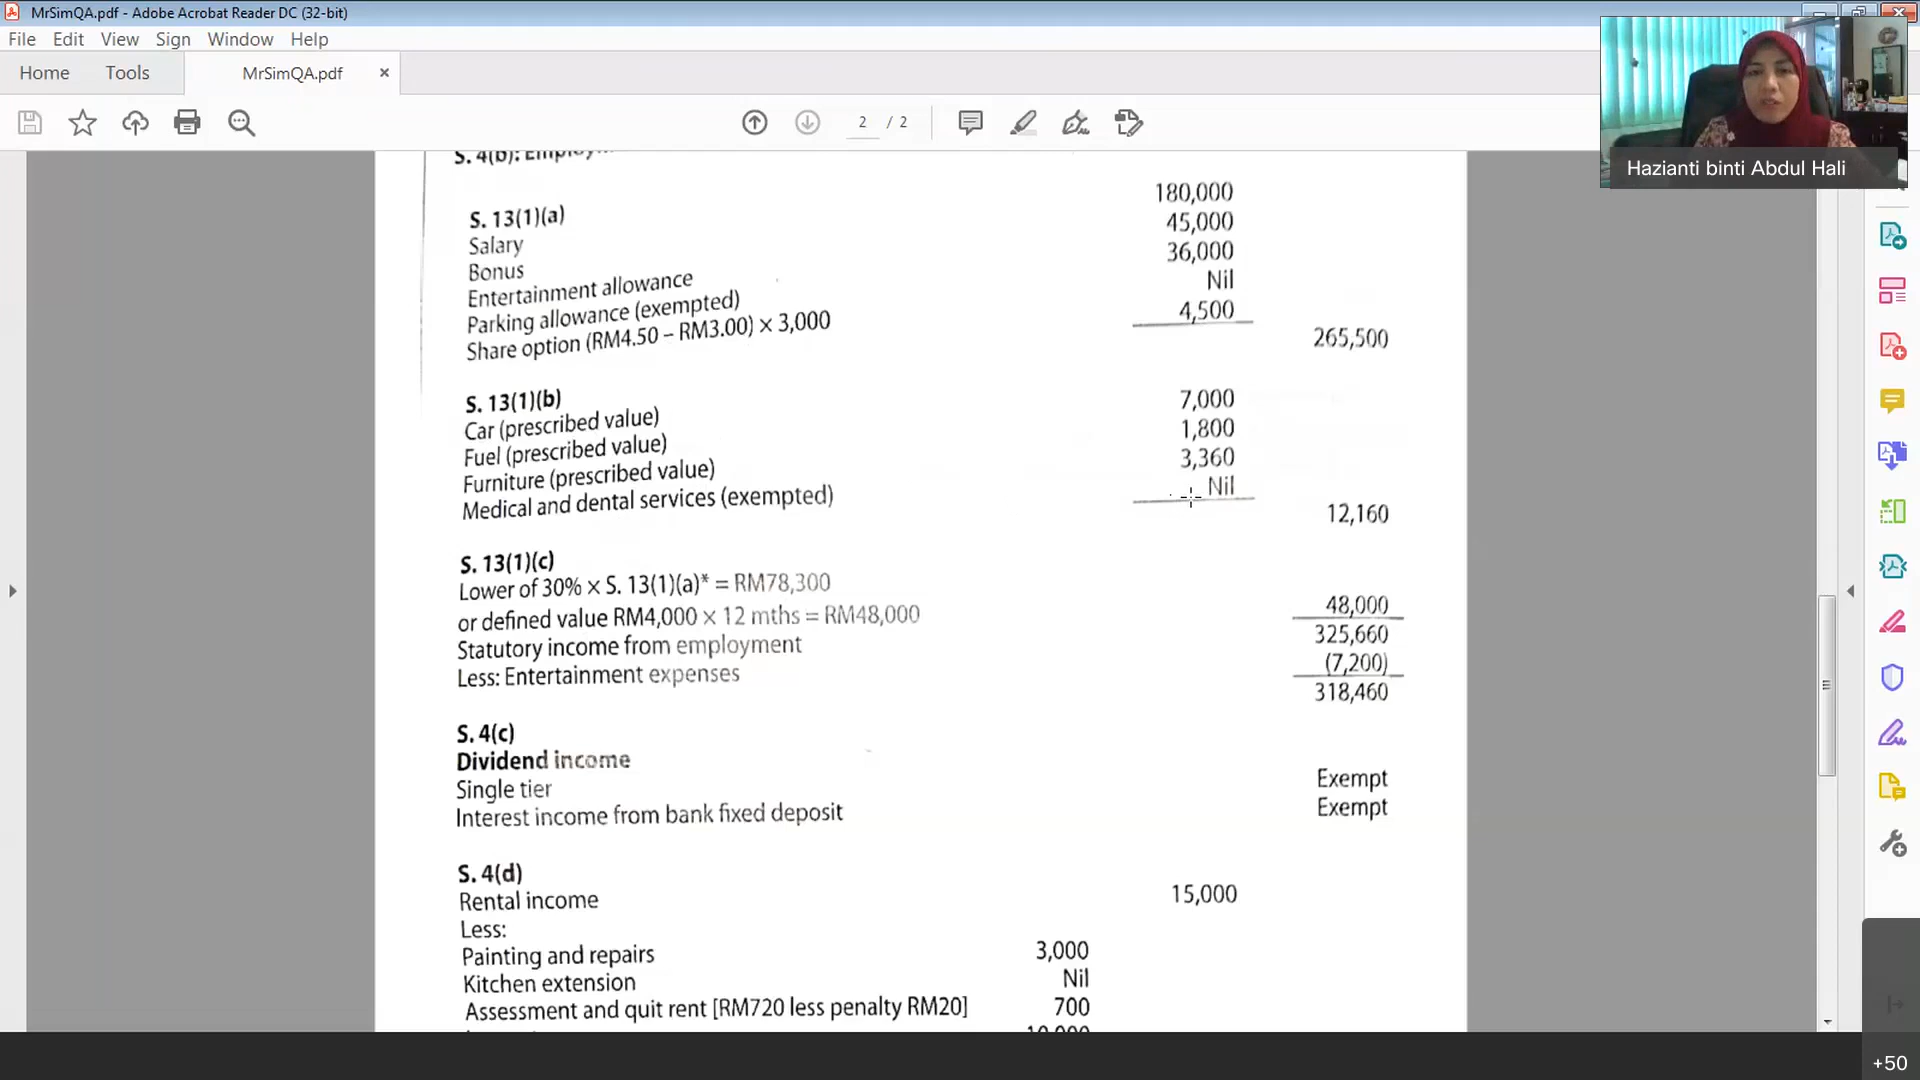 MrSimQA.pdf - Adobe Acrobat Reader DC (32-bit)
File Edit View Sign Window Help
Home Tools MrSimQA.pdf ×
2 / 2
Hazianti binti Abdul Hali
S. 4(b):
S. 13(1)(a)
Salary 180,000
Bonus 45,000
Entertainment allowance 36,000
Parking allowance (exempted) Nil
Share option (RM4.50 – RM3.00) × 3,000 4,500
265,500
S. 13(1)(b)
Car (prescribed value) 7,000
Fuel (prescribed value) 1,800
Furniture (prescribed value) 3,360
Medical and dental services (exempted) Nil
12,160
S. 13(1)(c)
Lower of 30% × S. 13(1)(a)* = RM78,300
or defined value RM4,000 × 12 mths = RM48,000 48,000
Statutory income from employment 325,660
Less: Entertainment expenses (7,200)
318,460
S. 4(c)
Dividend income
Single tier Exempt
Interest income from bank fixed deposit Exempt
S. 4(d)
Rental income 15,000
Less:
Painting and repairs 3,000
Kitchen extension Nil
Assessment and quit rent [RM720 less penalty RM20] 700
10,000
+50